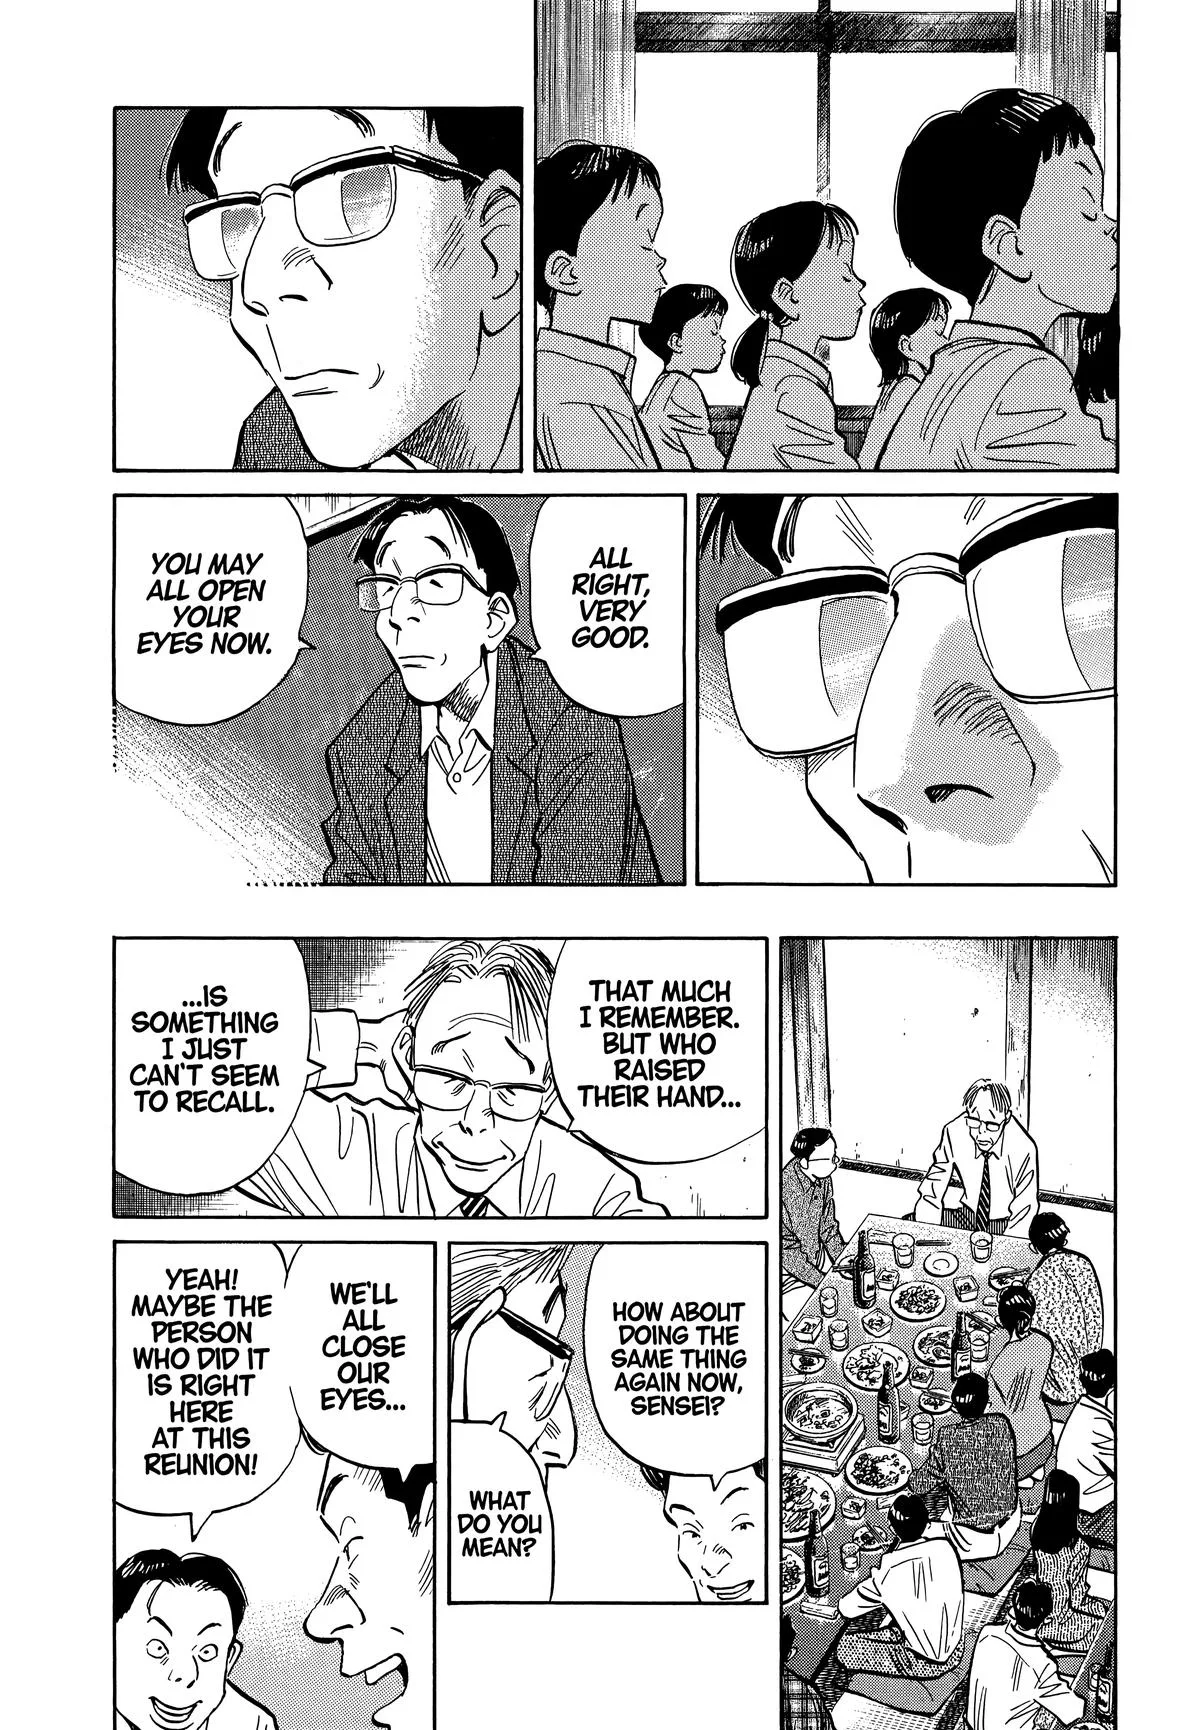 ALL
RIGHT,
VERY
GOOD.
YOU MAY
ALL OPEN
YOUR
EYES NOW.
THAT MUCH
I REMEMBER.
BUT WHO
RAISED
THEIR HAND...
...IS
SOMETHING
I JUST
CAN'T SEEM
TO RECALL.
HOW ABOUT
DOING THE
SAME THING
AGAIN NOW,
SENSEI?
WHAT
DO YOU
MEAN?
WE'LL
ALL
CLOSE
OUR
EYES...
YEAH!
MAYBE THE
PERSON
WHO DID IT
IS RIGHT
HERE
AT THIS
REUNION!